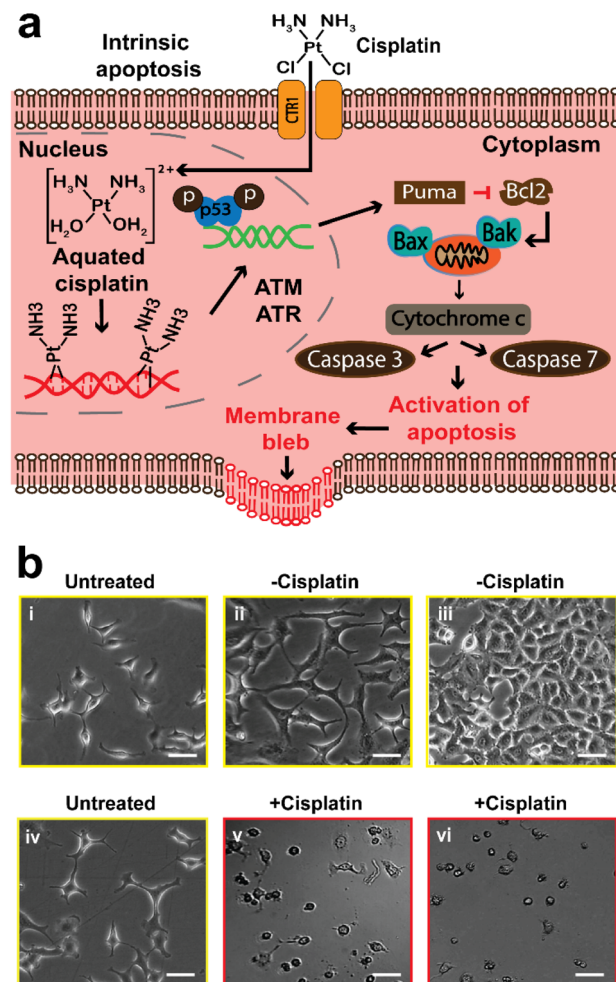 a
Intrinsic
apoptosis
H₃N NH₃
Pt
Cl Cl
Cisplatin
CTR1
Nucleus
Cytoplasm
H₃N NH₃ 2+
Pt
H₂O OH₂
Aquated
cisplatin
p p
p53
ATM
ATR
NH3 NH3
Pt
NH3 NH3
Pt
Puma
Bcl2
Bax
Bak
Cytochrome c
Caspase 3
Caspase 7
Activation of
apoptosis
Membrane
bleb
b
Untreated
-Cisplatin
-Cisplatin
i
ii
iii
Untreated
+Cisplatin
+Cisplatin
iv
v
vi